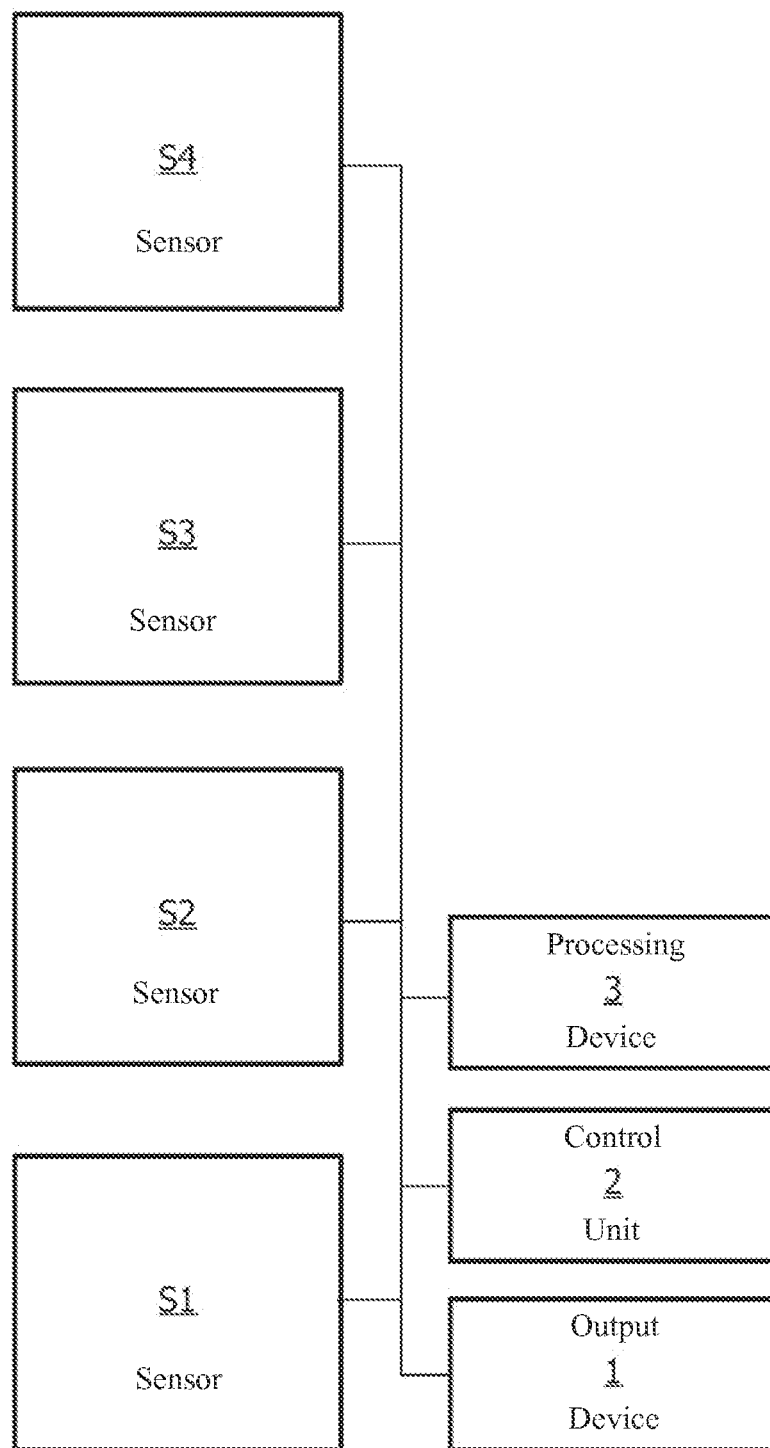 S4
Sensor
S3
Sensor
S2
Sensor
S1
Sensor
Processing
3
Device
Control
2
Unit
Output
1
Device